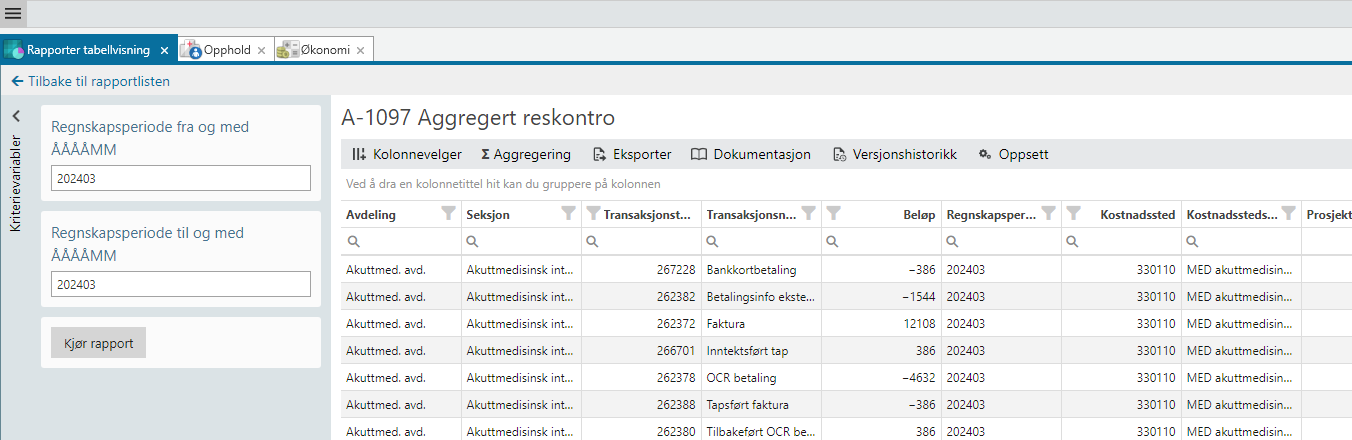 Rapporter tabellvisning × Opphold × Økonomi ×
← Tilbake til rapportlisten
Kriterievariabler
Regnskapsperiode fra og med
ÅÅÅÅMM
202403
Regnskapsperiode til og med
ÅÅÅÅMM
202403
Kjør rapport
A-1097 Aggregert reskontro
Kolonnevelger Σ Aggregering Eksporter Dokumentasjon Versjonshistorikk Oppsett
Ved å dra en kolonnetittel hit kan du gruppere på kolonnen
Avdeling Seksjon Transaksjonst... Transaksjonsn... Beløp Regnskapsper... Kostnadssted Kostnadssteds... Prosjekt
Akuttmed. avd. Akuttmedisinsk int... 267228 Bankkortbetaling −386 202403 330110 MED akuttmedisin...
Akuttmed. avd. Akuttmedisinsk int... 262382 Betalingsinfo ekste... −1544 202403 330110 MED akuttmedisin...
Akuttmed. avd. Akuttmedisinsk int... 262372 Faktura 12108 202403 330110 MED akuttmedisin...
Akuttmed. avd. Akuttmedisinsk int... 266701 Inntektsført tap 386 202403 330110 MED akuttmedisin...
Akuttmed. avd. Akuttmedisinsk int... 262378 OCR betaling −4632 202403 330110 MED akuttmedisin...
Akuttmed. avd. Akuttmedisinsk int... 262388 Tapsført faktura −386 202403 330110 MED akuttmedisin...
Akuttmed. avd. Akuttmedisinsk int... 262380 Tilbakeført OCR be... 386 202403 330110 MED akuttmedisin...